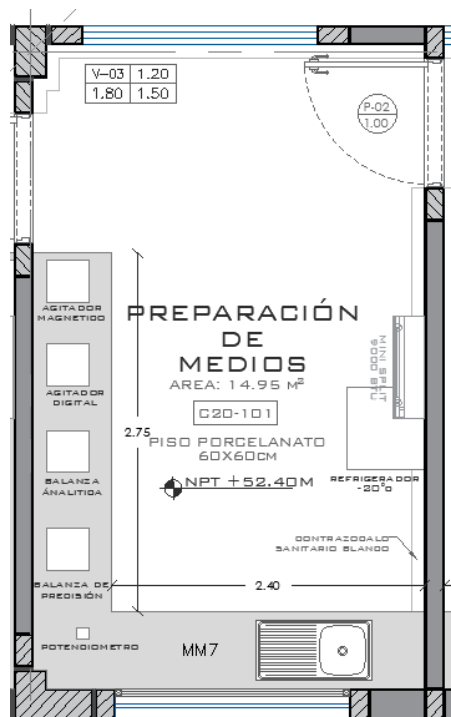 V-03 1.20
1.80 1.50
P-02
1.00
AGITADOR
MAGNETICO
PREPARACIÓN
DE
MEDIOS
AREA: 14.95 M²
MINI SPLIT
9000 BTU
AGITADOR
DIGITAL
C20-101
2.75
PISO PORCELANATO
60X60CM
BALANZA
ÁNALITICA
NPT +52.40M
REFRIGERADOR
-20°c
CONTRAZOCALO
SANITARIO BLANCO
BALANZA DE
PRECISIÓN
2.40
POTENCIOMETRO
MM7